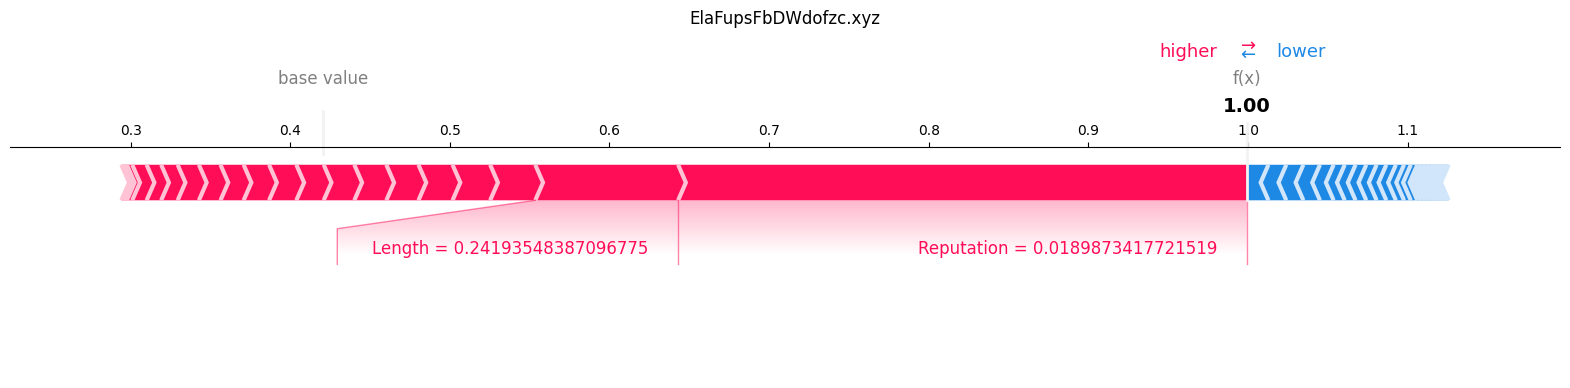 ElaFupsFbDWdofzc.xyz
higher ⇄ lower
base value f(x)
1.00
0.3 0.4 0.5 0.6 0.7 0.8 0.9 1.0 1.1
Length = 0.24193548387096775 Reputation = 0.0189873417721519